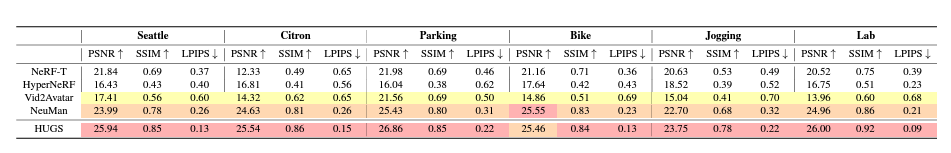 Seattle Citron Parking Bike Jogging Lab
PSNR ↑ SSIM ↑ LPIPS ↓ PSNR ↑ SSIM ↑ LPIPS ↓ PSNR ↑ SSIM ↑ LPIPS ↓ PSNR ↑ SSIM ↑ LPIPS ↓ PSNR ↑ SSIM ↑ LPIPS ↓ PSNR ↑ SSIM ↑ LPIPS ↓
NeRF-T 21.84 0.69 0.37 12.33 0.49 0.65 21.98 0.69 0.46 21.16 0.71 0.36 20.63 0.53 0.49 20.52 0.75 0.39
HyperNeRF 16.43 0.43 0.40 16.81 0.41 0.56 16.04 0.38 0.62 17.64 0.42 0.43 18.52 0.39 0.52 16.75 0.51 0.23
Vid2Avatar 17.41 0.56 0.60 14.32 0.62 0.65 21.56 0.69 0.50 14.86 0.51 0.69 15.04 0.41 0.70 13.96 0.60 0.68
NeuMan 23.99 0.78 0.26 24.63 0.81 0.26 25.43 0.80 0.31 25.55 0.83 0.23 22.70 0.68 0.32 24.96 0.86 0.21
HUGS 25.94 0.85 0.13 25.54 0.86 0.15 26.86 0.85 0.22 25.46 0.84 0.13 23.75 0.78 0.22 26.00 0.92 0.09